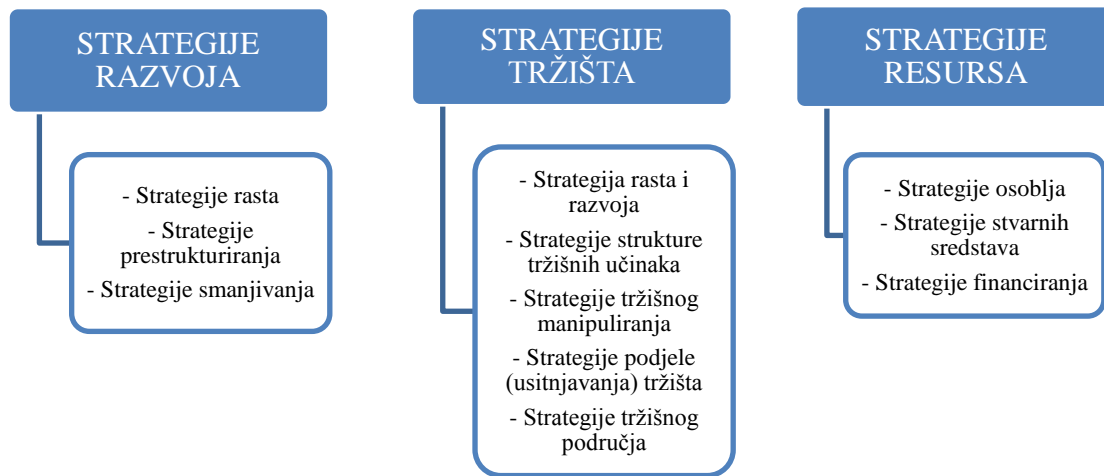 STRATEGIJE
RAZVOJA
- Strategije rasta
- Strategije
prestrukturiranja
- Strategije smanjivanja
STRATEGIJE
TRŽIŠTA
- Strategija rasta i
razvoja
- Strategije strukture
tržišnih učinaka
- Strategije tržišnog
manipuliranja
- Strategije podjele
(usitnjavanja) tržišta
- Strategije tržišnog
područja
STRATEGIJE
RESURSA
- Strategije osoblja
- Strategije stvarnih
sredstava
- Strategije financiranja